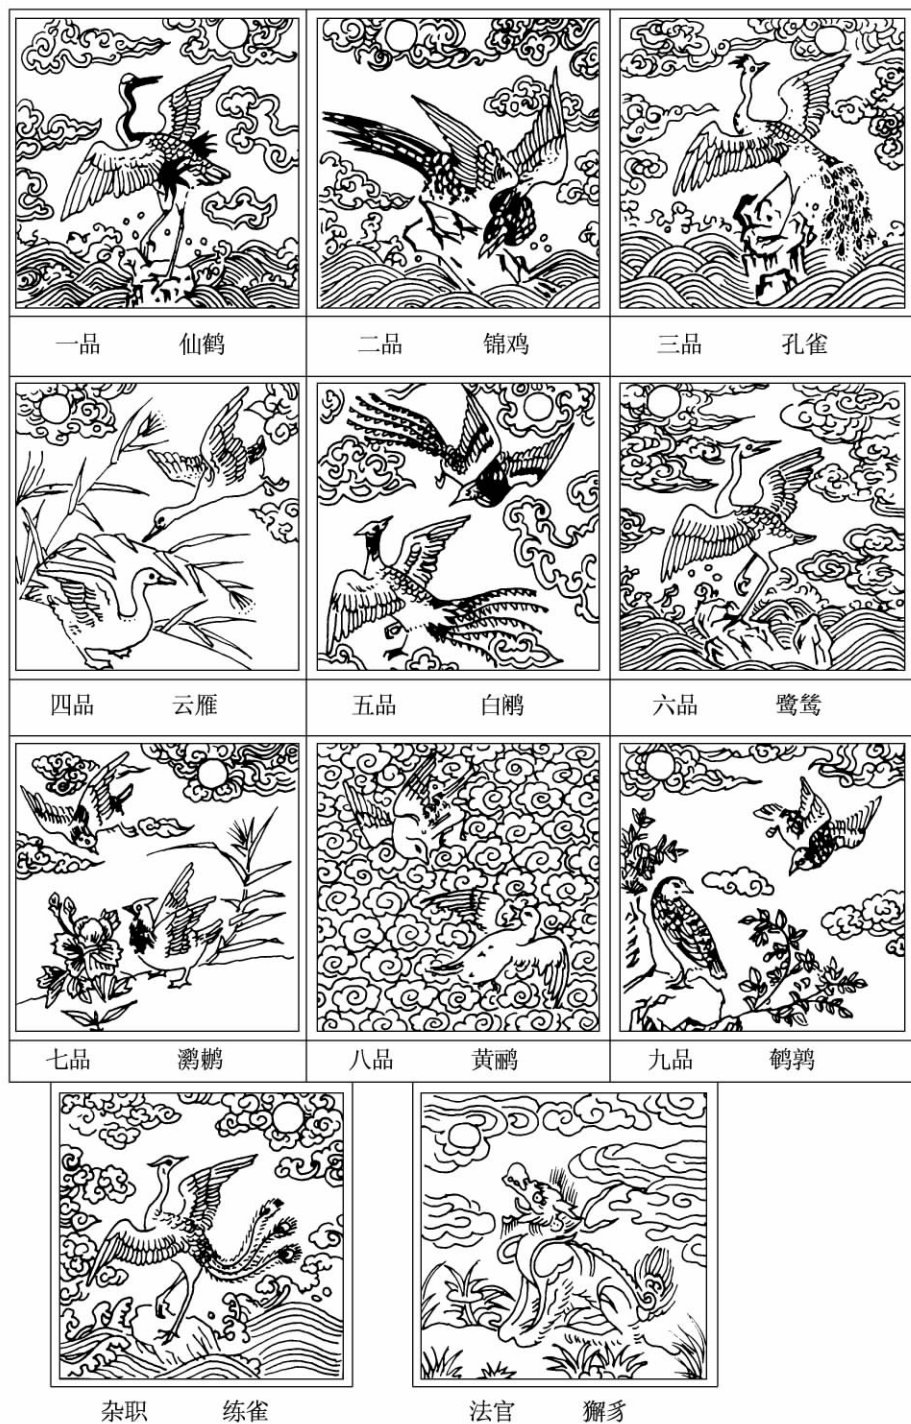 一品 仙鹤 二品 锦鸡 三品 孔雀
四品 云雁 五品 白鹇 六品 鹭鸶
七品 鸂鶒 八品 黄鹂 九品 鹌鹑
杂职 练雀 法官 獬豸